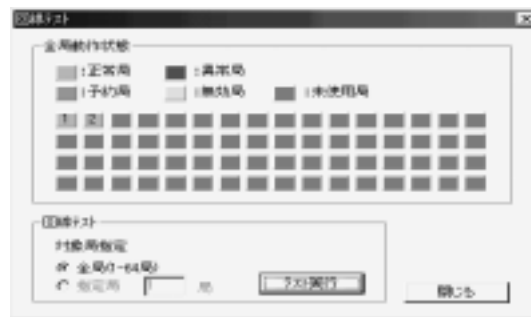 回線テスト
全局動作状態
:正常局 :異常局
:予約局 :無効局 :未使用局
1 2
回線テスト
対象局指定
全局(1-64局)
指定局 1 局
テスト実行
閉じる